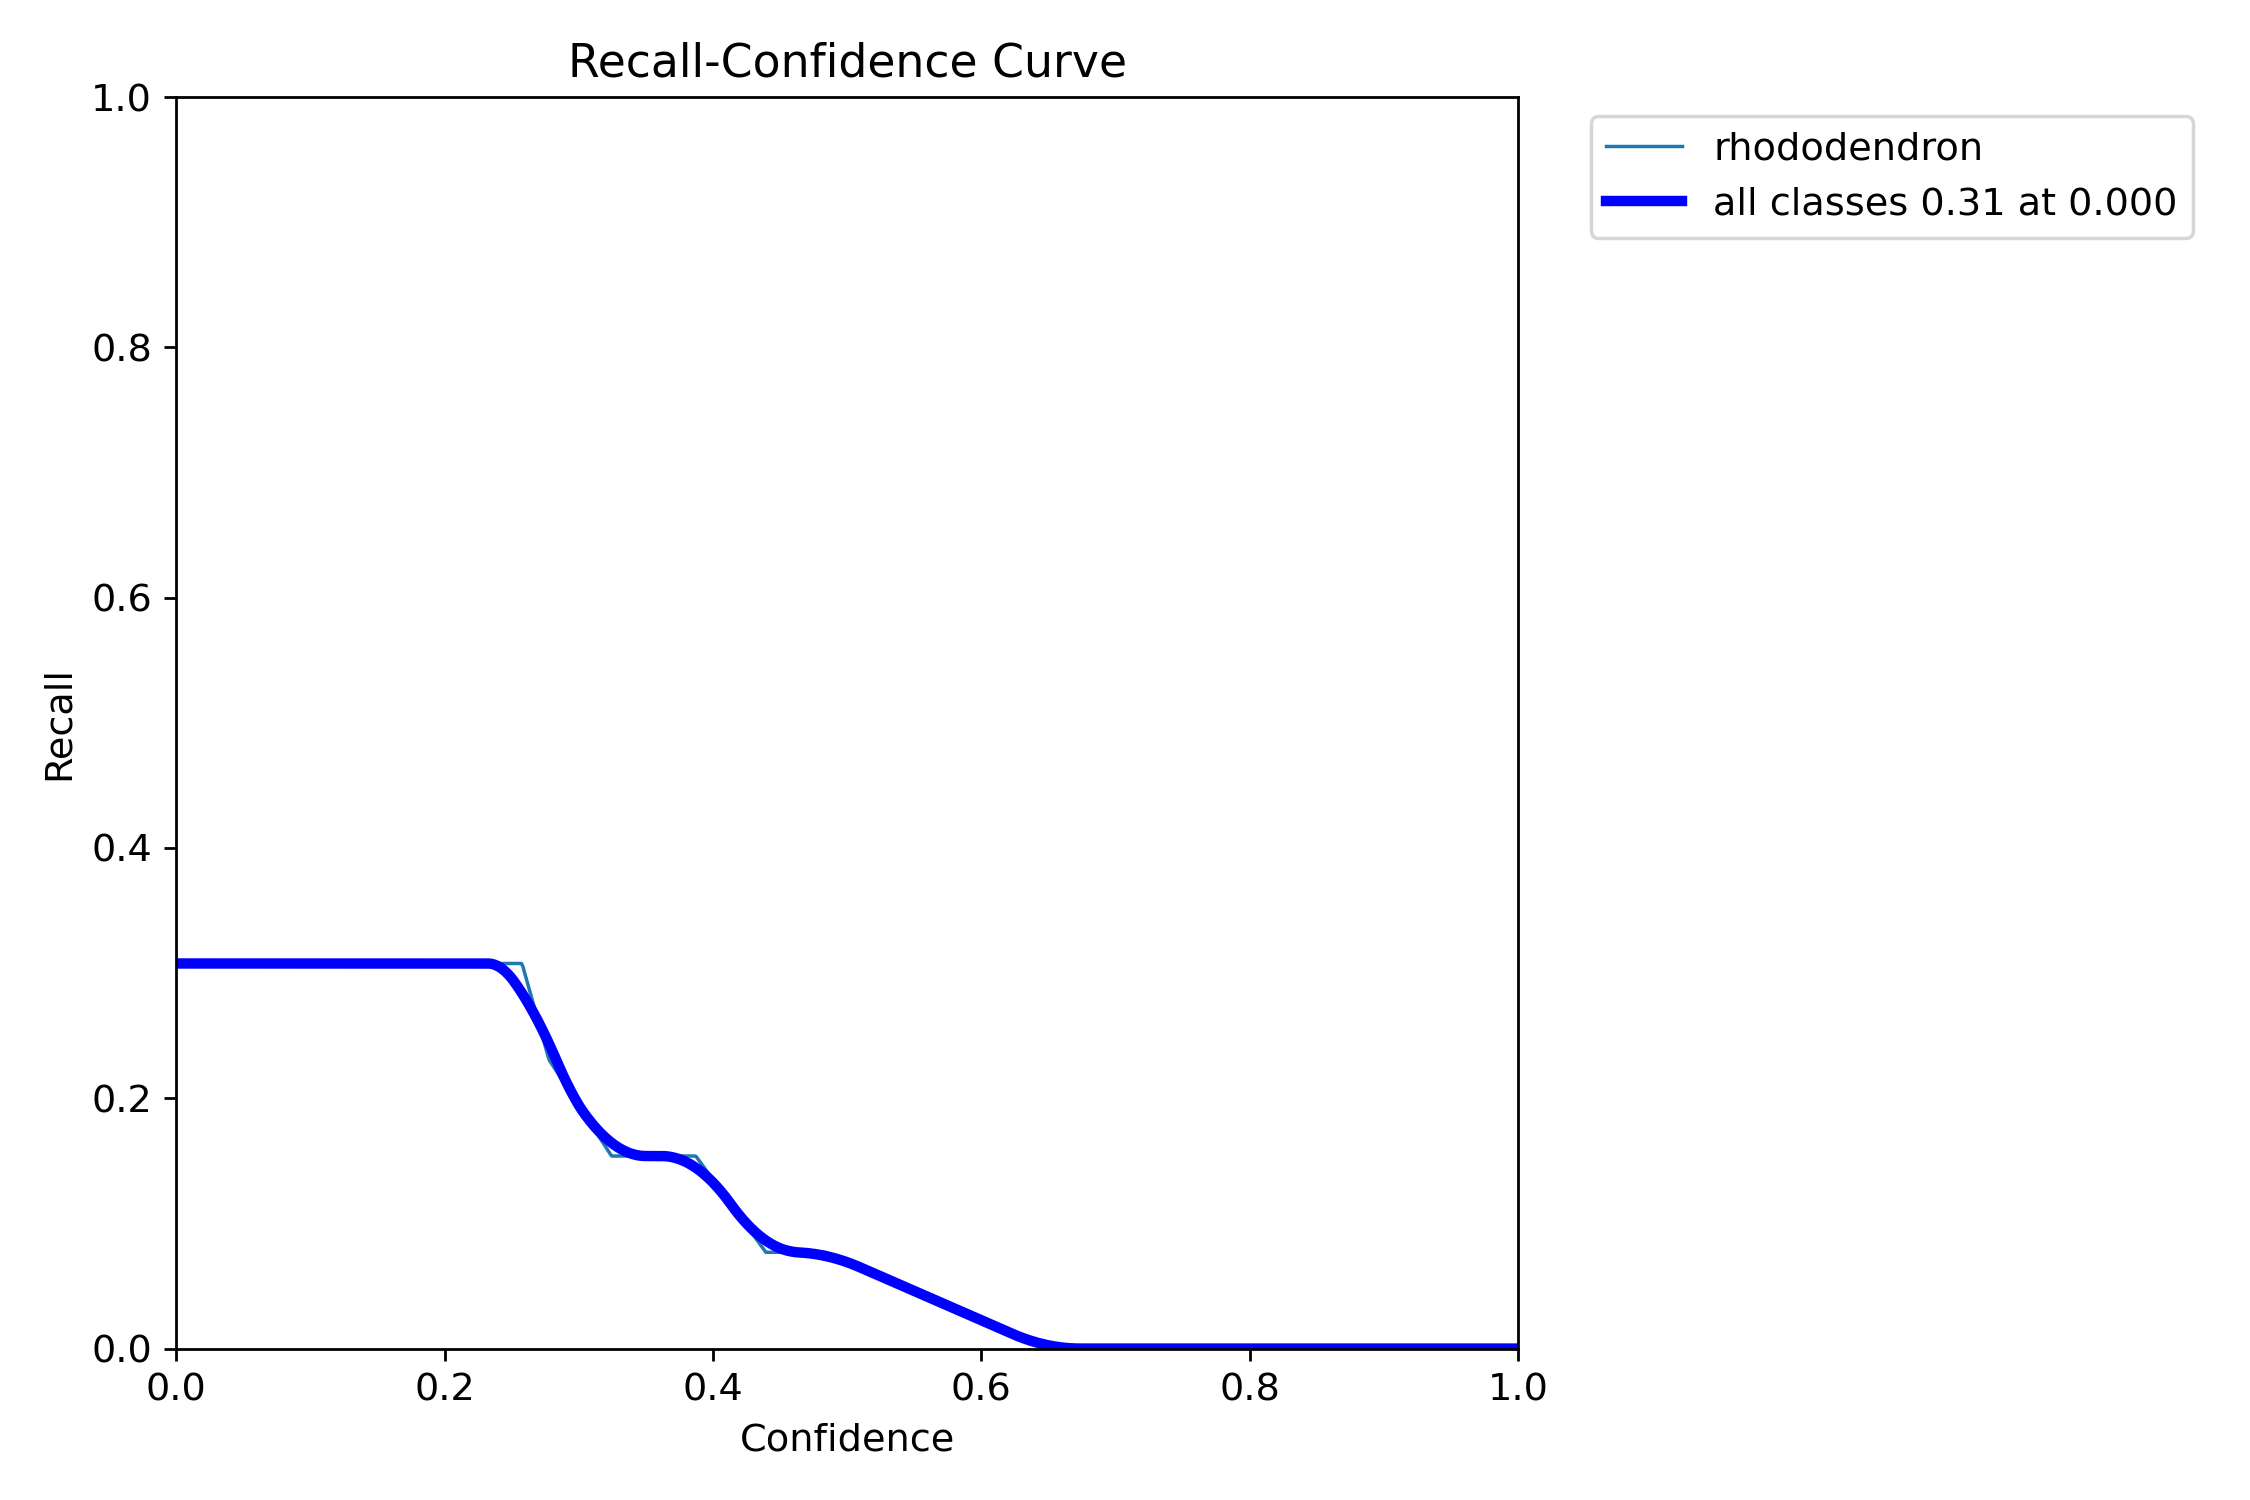 Recall-Confidence Curve
1.0
0.8
0.6
0.4
0.2
0.0
Recall
0.0 0.2 0.4 0.6 0.8 1.0
Confidence
rhododendron
all classes 0.31 at 0.000